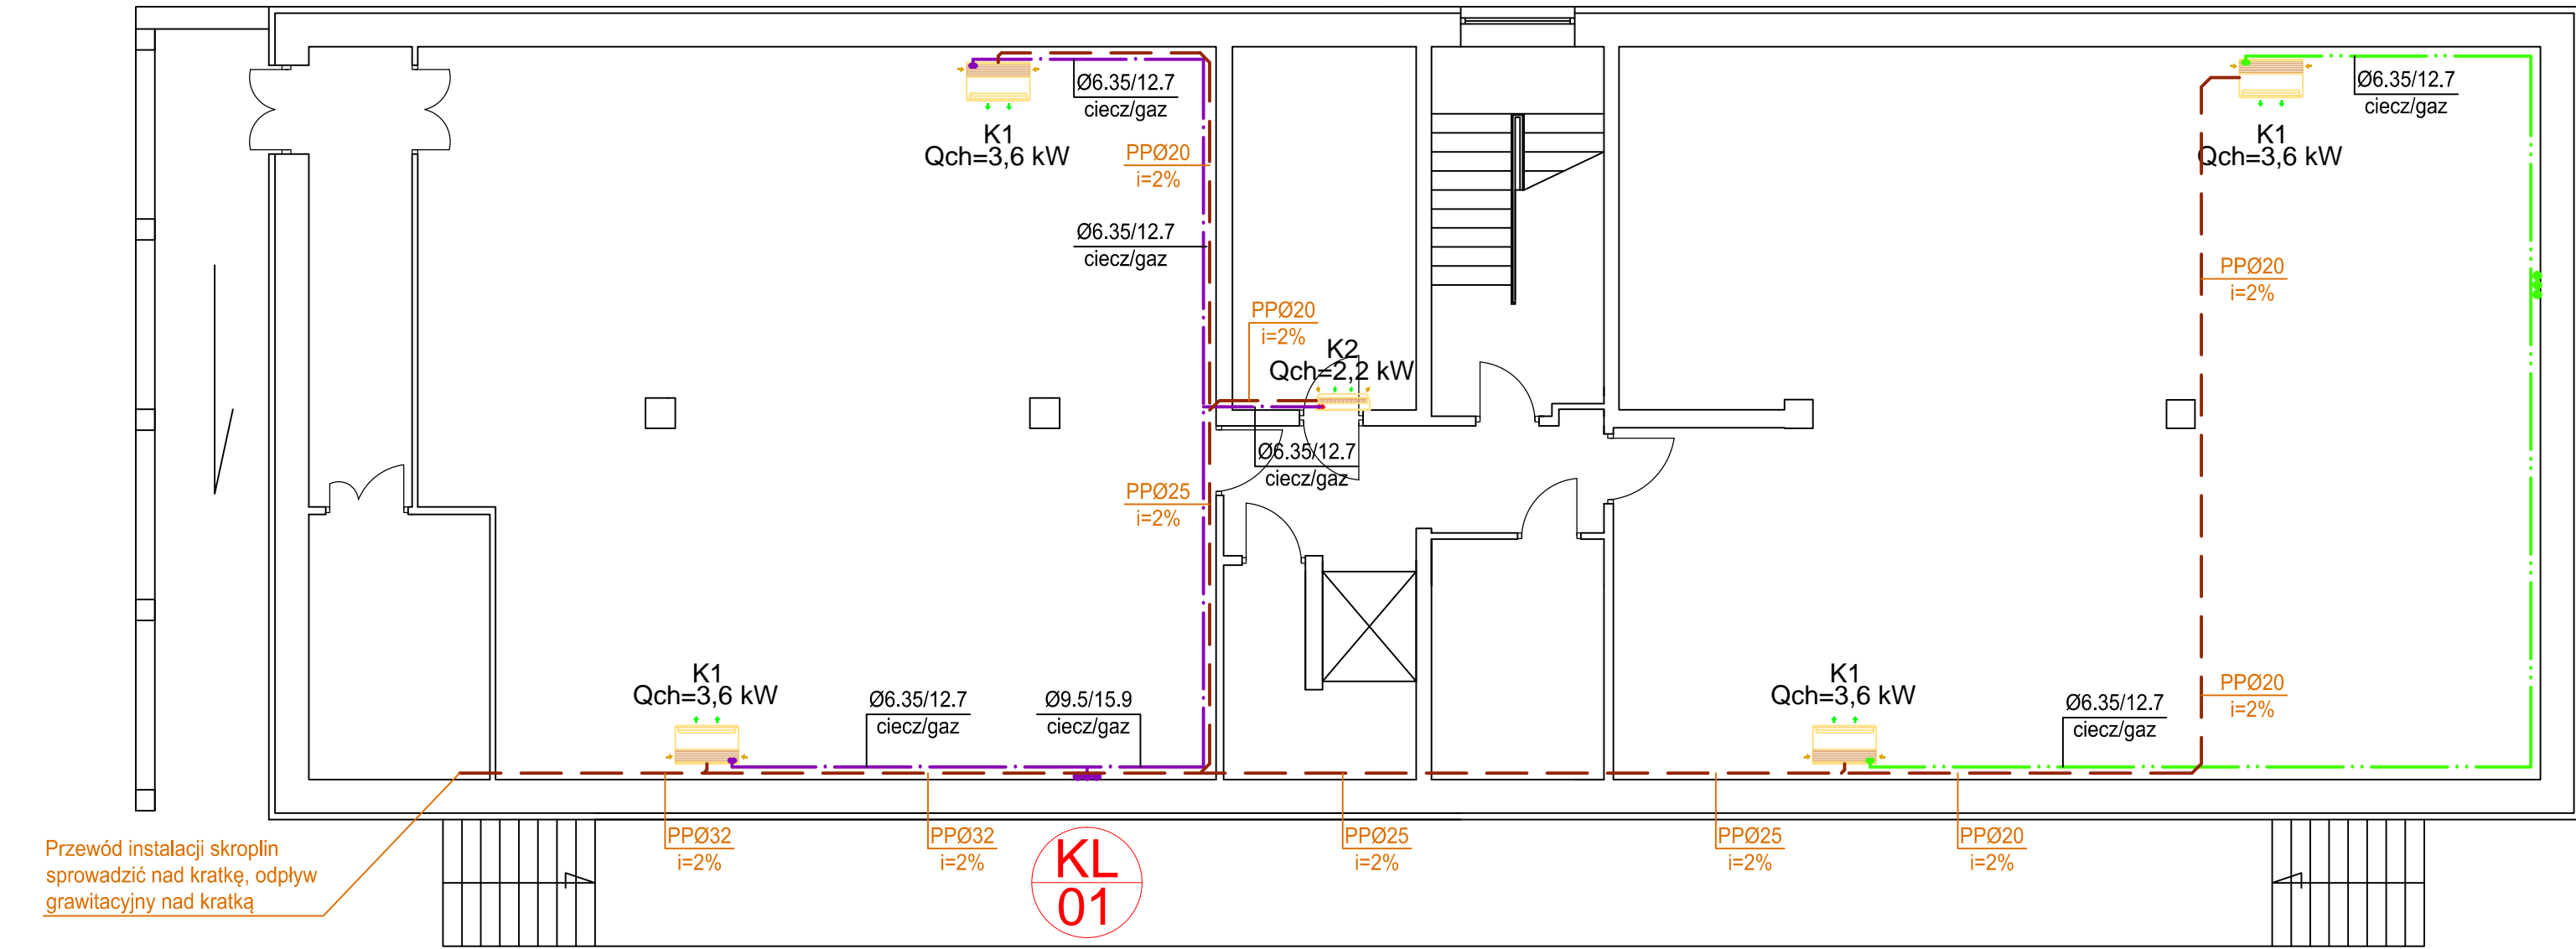 Ø6.35/12.7
ciecz/gaz
K1
Qch=3,6 kW
PPØ20
i=2%
Ø6.35/12.7
ciecz/gaz
Ø6.35/12.7
ciecz/gaz
K1
Qch=3,6 kW
PPØ20
i=2%
PPØ20
i=2%
K2
Qch=2,2 kW
Ø6.35/12.7
ciecz/gaz
PPØ25
i=2%
K1
Qch=3,6 kW
Ø6.35/12.7
ciecz/gaz
Ø9.5/15.9
ciecz/gaz
K1
Qch=3,6 kW
Ø6.35/12.7
ciecz/gaz
PPØ20
i=2%
Przewód instalacji skroplin
sprowadzić nad kratkę, odpływ
grawitacyjny nad kratką
PPØ32
i=2%
PPØ32
i=2%
KL
01
PPØ25
i=2%
PPØ25
i=2%
PPØ20
i=2%